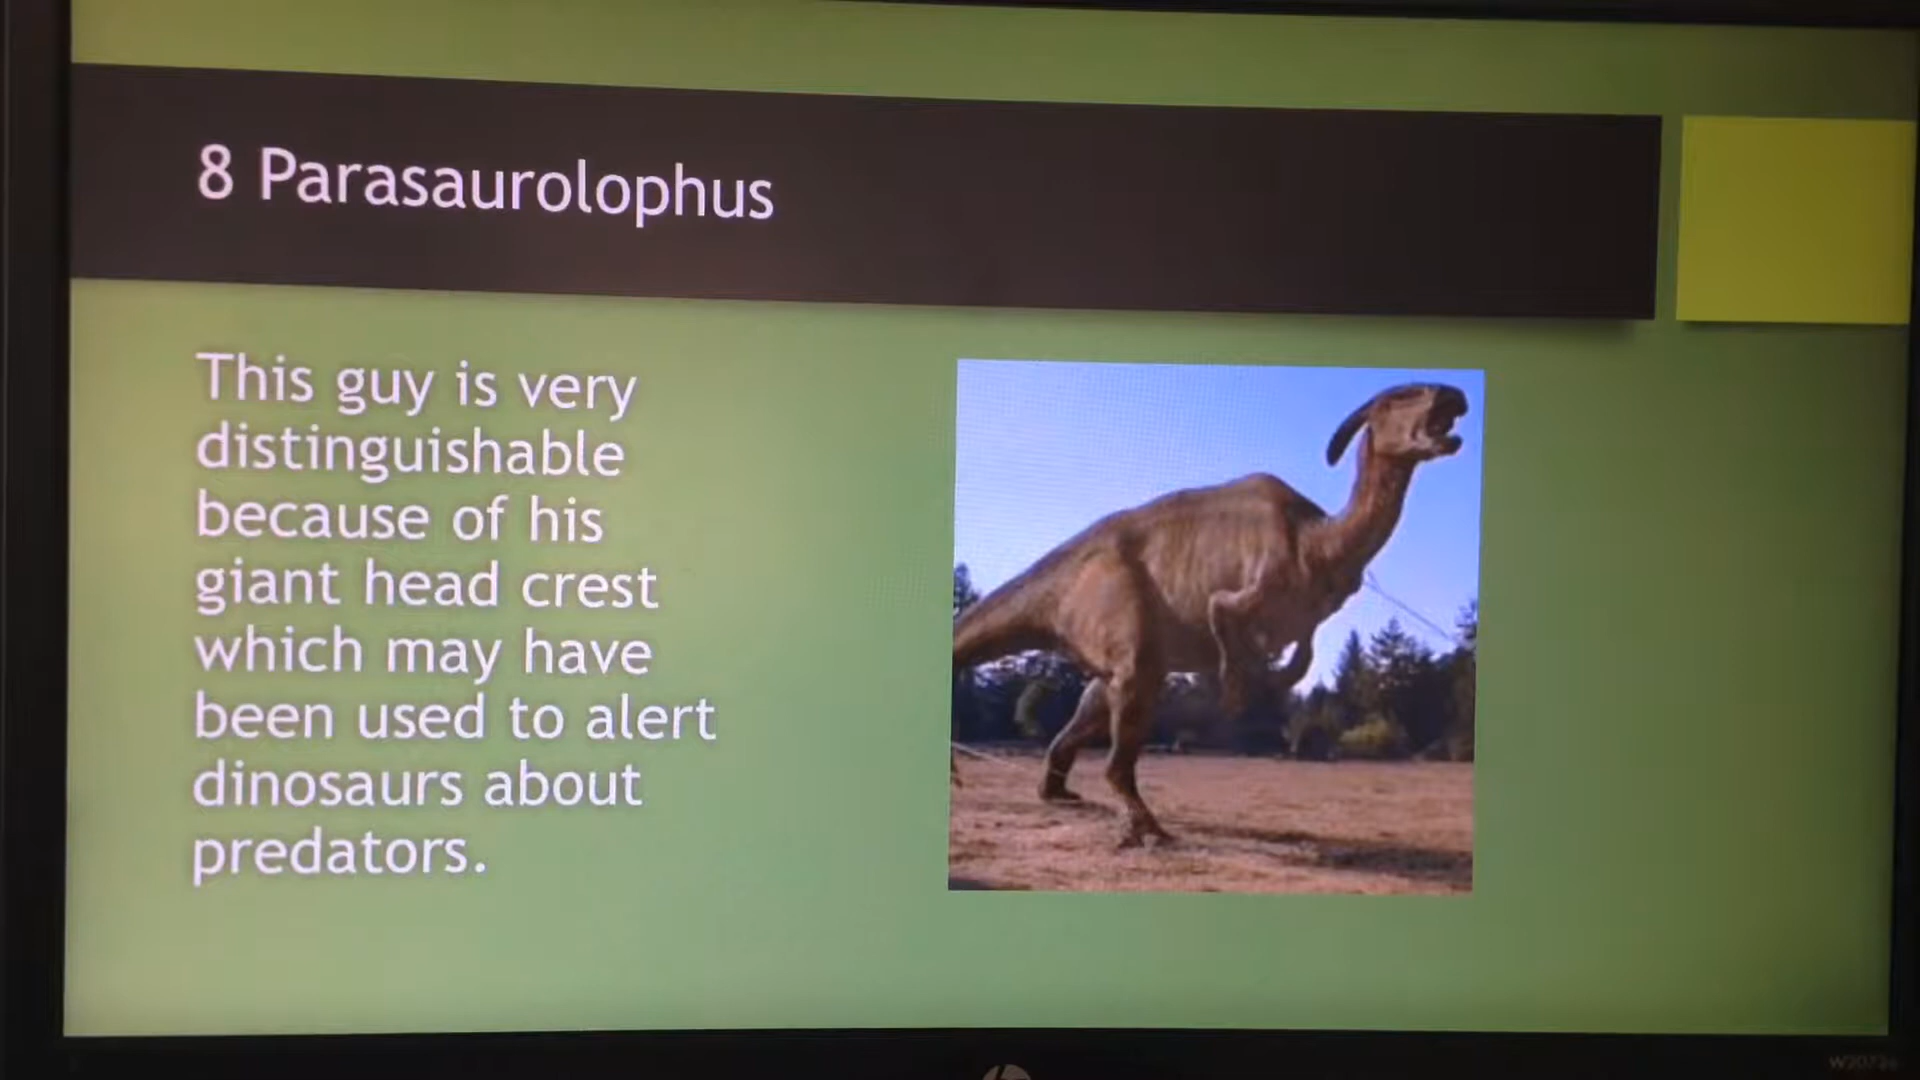 8 Parasaurolophus
This guy is very
distinguishable
because of his
giant head crest
which may have
been used to alert
dinosaurs about
predators.